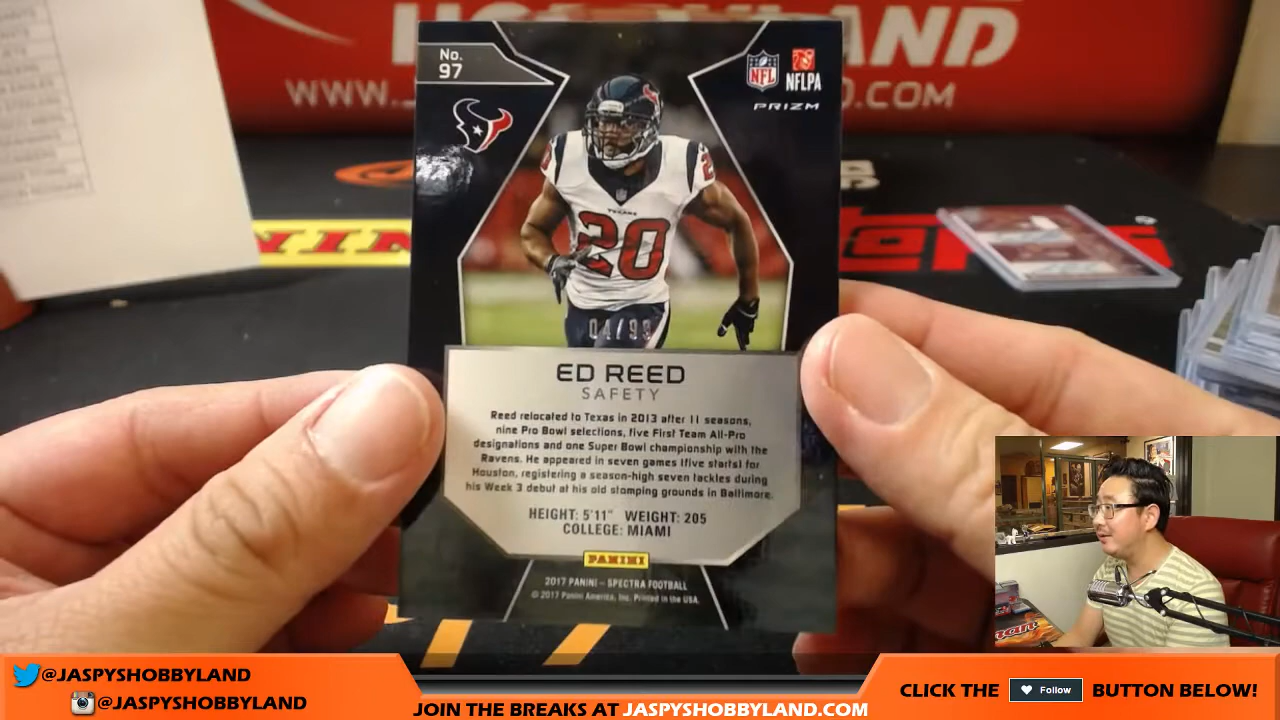 No.
97
NFL
NFLPA
PRIZM
TEXANS
20
20
04/99
ED REED
SAFETY
Reed relocated to Texas in 2013 after 11 seasons,
nine Pro Bowl selections, five First Team All-Pro
designations and one Super Bowl championship with the
Ravens. He appeared in seven games (five starts) for
Houston, registering a season-high seven tackles during
his Week 3 debut at his old stomping grounds in Baltimore.
HEIGHT: 5'11" WEIGHT: 205
COLLEGE: MIAMI
PANINI
2017 PANINI – SPECTRA FOOTBALL
© 2017 Panini America, Inc. Printed in the USA.
WWW.
.COM
@JASPYSHOBBYLAND
@JASPYSHOBBYLAND
JOIN THE BREAKS AT JASPYSHOBBYLAND.COM
CLICK THE Follow BUTTON BELOW!